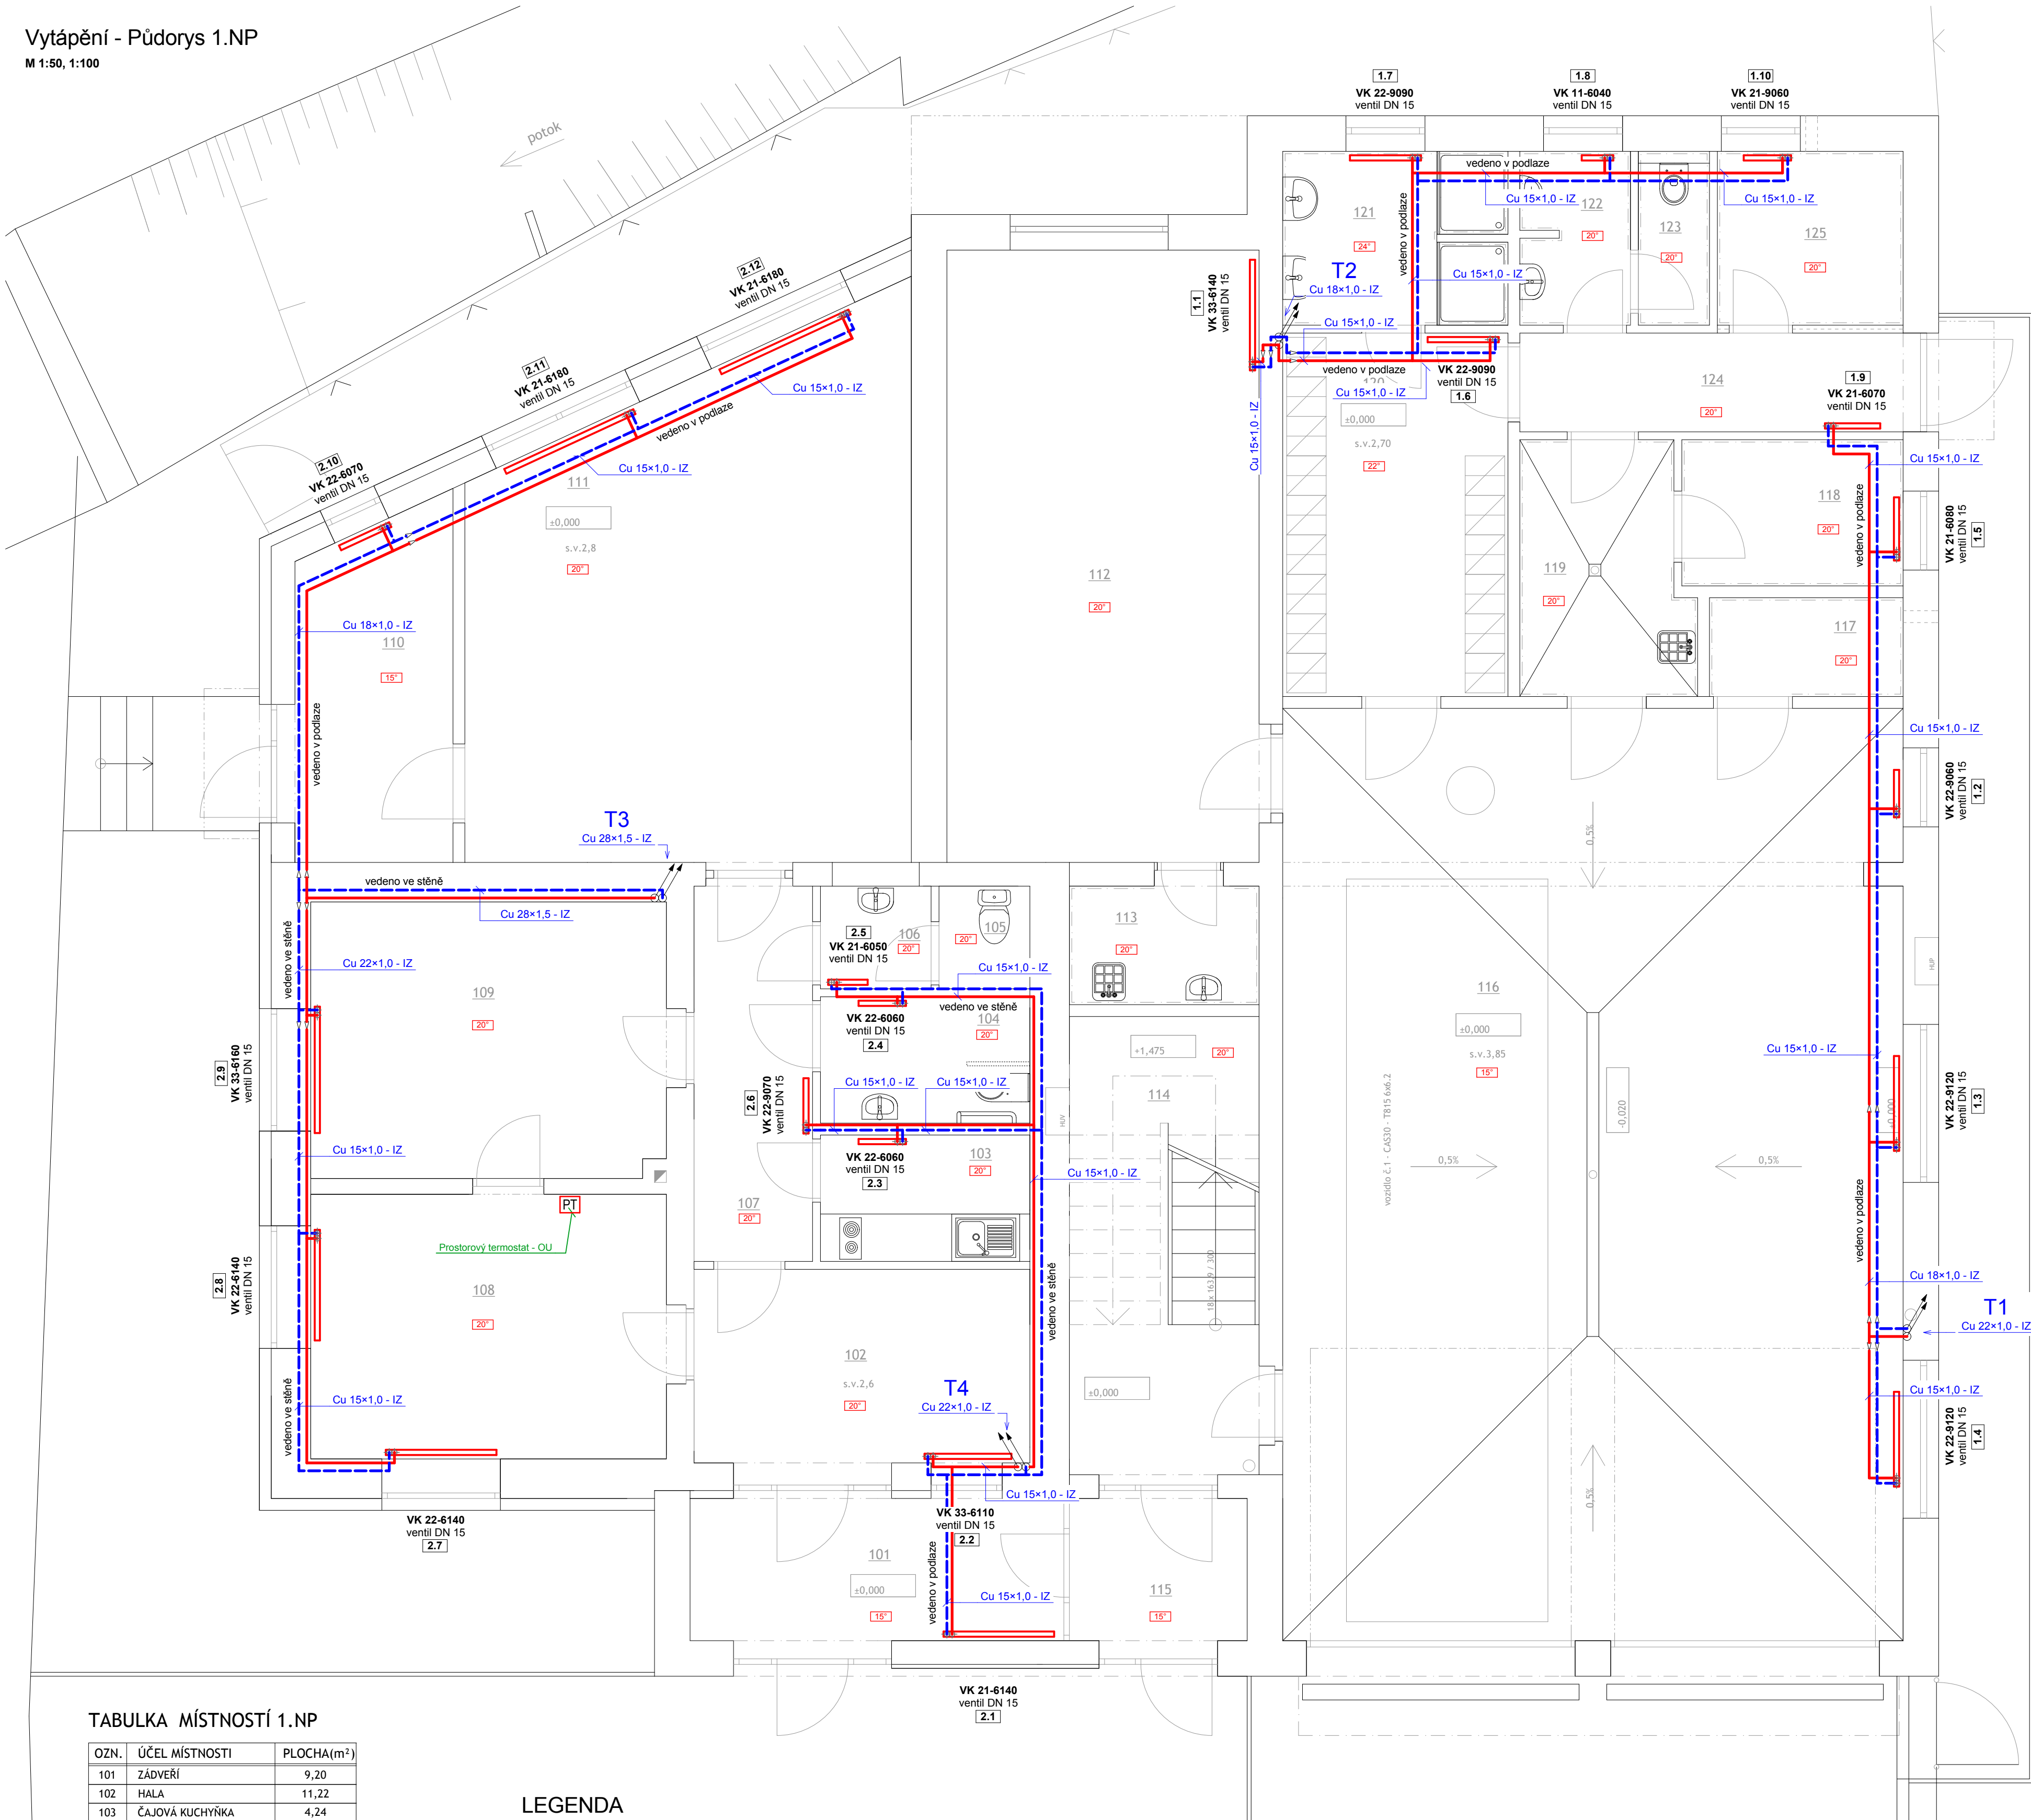 Vytápění - Půdorys 1.NP
M 1:50, 1:100
potok
1.7
VK 22-9090
ventil DN 15
1.8
VK 11-6040
ventil DN 15
1.10
VK 21-9060
ventil DN 15
vedeno v podlaze
Cu 15×1,0 - IZ
Cu 15×1,0 - IZ
121
24°
122
20°
123
20°
125
20°
vedeno v podlaze
T2
Cu 18×1,0 - IZ
Cu 15×1,0 - IZ
Cu 15×1,0 - IZ
1.1
VK 33-6140
ventil DN 15
2.12
VK 21-6180
ventil DN 15
2.11
VK 21-6180
ventil DN 15
2.10
VK 22-6070
ventil DN 15
Cu 15×1,0 - IZ
vedeno v podlaze
Cu 15×1,0 - IZ
vedeno v podlaze
120
Cu 15×1,0 - IZ
VK 22-9090
ventil DN 15
1.6
±0,000
s.v.2,70
22°
Cu 15×1,0 - IZ
124
20°
1.9
VK 21-6070
ventil DN 15
Cu 15×1,0 - IZ
118
20°
vedeno v podlaze
VK 21-6080
ventil DN 15
1.5
119
20°
117
20°
111
±0,000
s.v.2,8
20°
112
20°
Cu 18×1,0 - IZ
110
15°
vedeno v podlaze
Cu 15×1,0 - IZ
VK 22-9060
ventil DN 15
1.2
T3
Cu 28×1,5 - IZ
0,5%
vedeno ve stěně
Cu 28×1,5 - IZ
vedeno ve stěně
Cu 22×1,0 - IZ
109
20°
2.5
VK 21-6050
ventil DN 15
106
20°
105
20°
113
20°
Cu 15×1,0 - IZ
vedeno ve stěně
VK 22-6060
ventil DN 15
2.4
104
20°
116
±0,000
s.v.3,85
15°
HUP
+1,475
20°
114
HUV
2.9
VK 33-6160
ventil DN 15
2.6
VK 22-9070
ventil DN 15
Cu 15×1,0 - IZ
Cu 15×1,0 - IZ
Cu 15×1,0 - IZ
vozidlo č.1 - CAS30 - T815 6x6.2
-0,020
±0,000
VK 22-9120
ventil DN 15
1.3
Cu 15×1,0 - IZ
VK 22-6060
ventil DN 15
2.3
103
20°
Cu 15×1,0 - IZ
0,5%
0,5%
PT
Prostorový termostat - OU
107
20°
vedeno v podlaze
2.8
VK 22-6140
ventil DN 15
108
20°
18 x 163,9 / 300
vedeno ve stěně
Cu 18×1,0 - IZ
T1
Cu 22×1,0 - IZ
102
s.v.2,6
20°
T4
Cu 22×1,0 - IZ
±0,000
vedeno ve stěně
Cu 15×1,0 - IZ
Cu 15×1,0 - IZ
VK 22-9120
ventil DN 15
1.4
Cu 15×1,0 - IZ
0,5%
VK 22-6140
ventil DN 15
2.7
VK 33-6110
ventil DN 15
2.2
101
±0,000
15°
vedeno v podlaze
Cu 15×1,0 - IZ
115
15°
VK 21-6140
ventil DN 15
2.1
TABULKA MÍSTNOSTÍ 1.NP
OZN. ÚČEL MÍSTNOSTI PLOCHA(m²)
101 ZÁDVEŘÍ 9,20
102 HALA 11,22
103 ČAJOVÁ KUCHYŇKA 4,24
LEGENDA